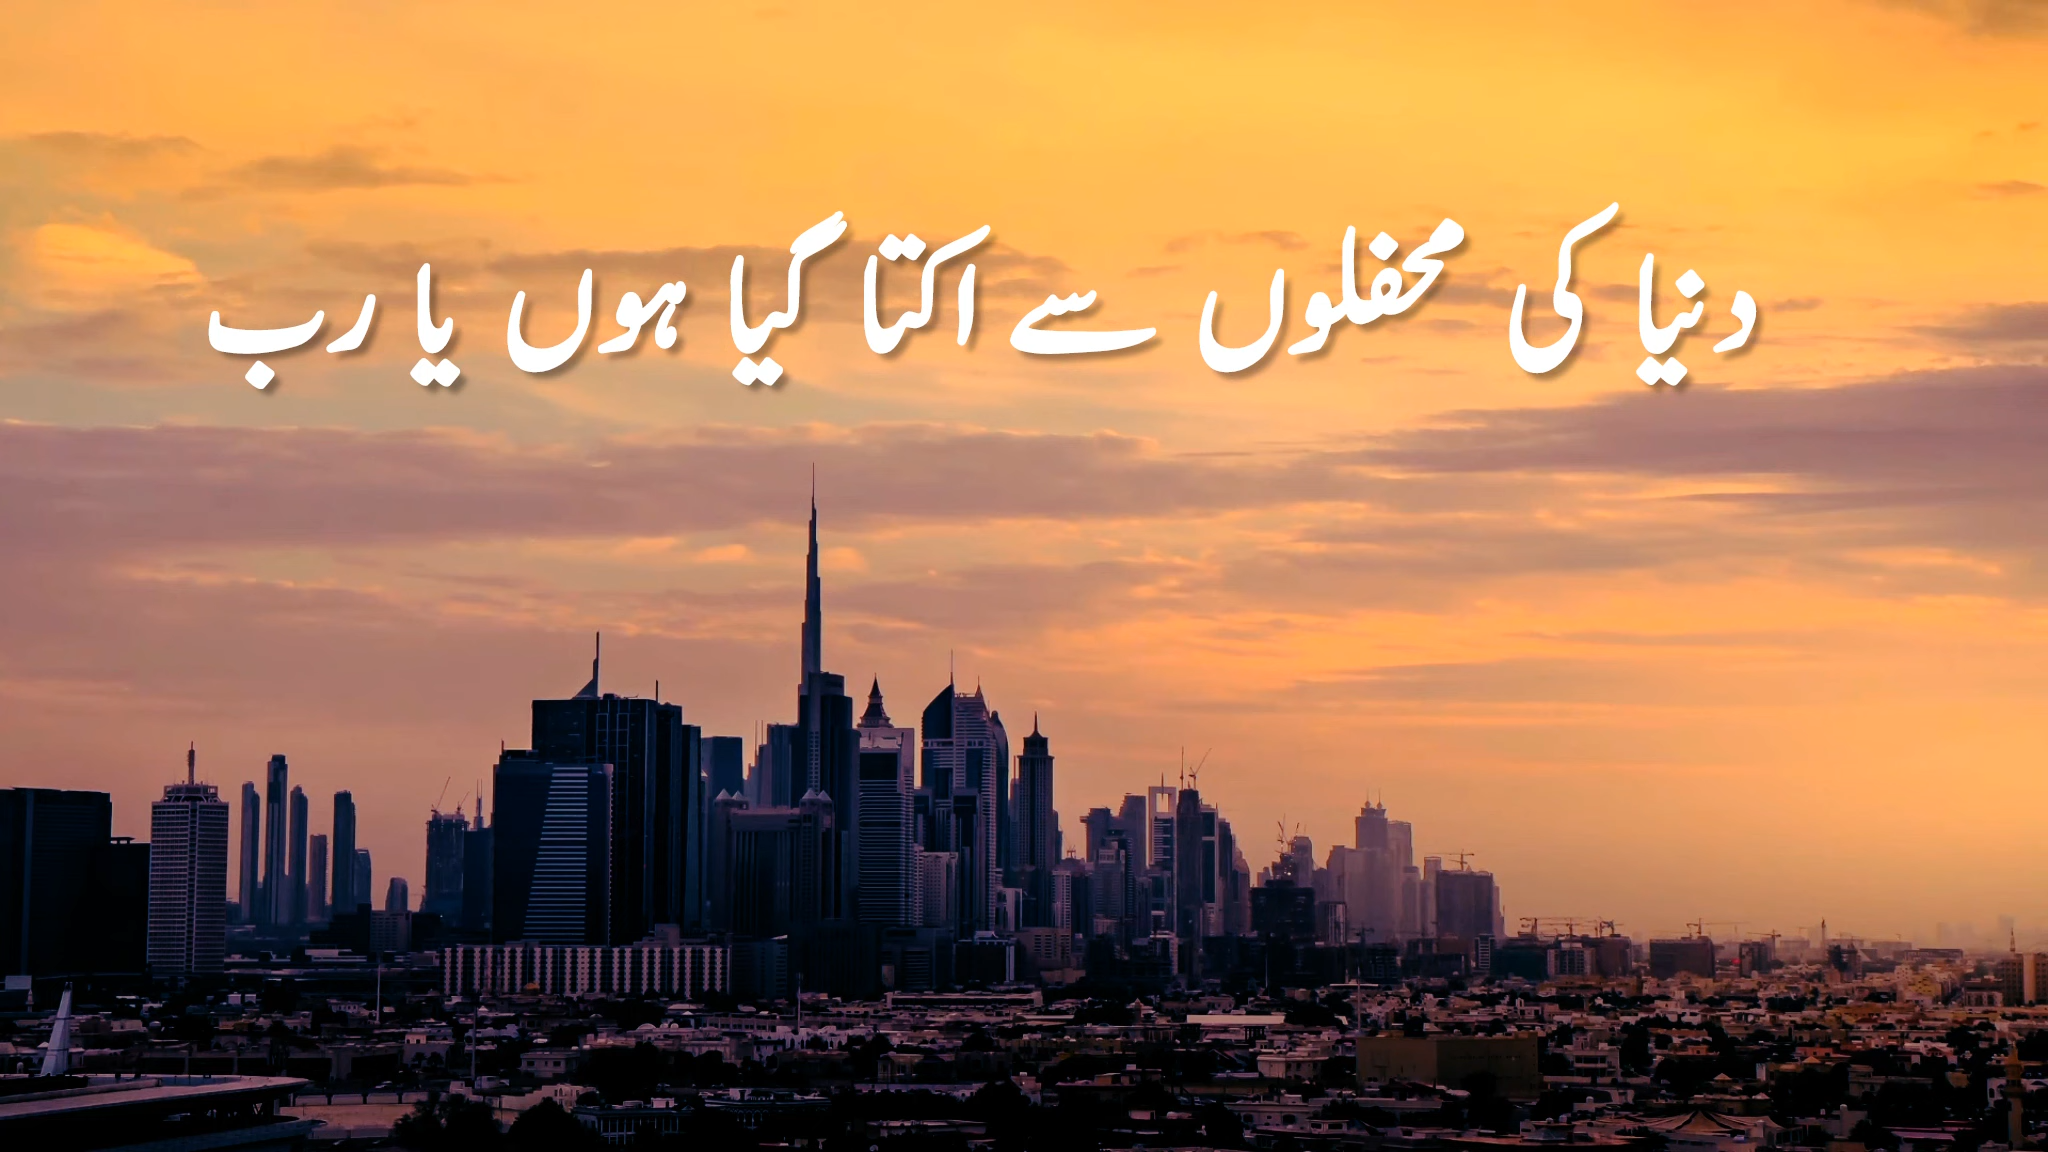 دنیا کی محفلوں سے اکتا گیا ہوں یا رب